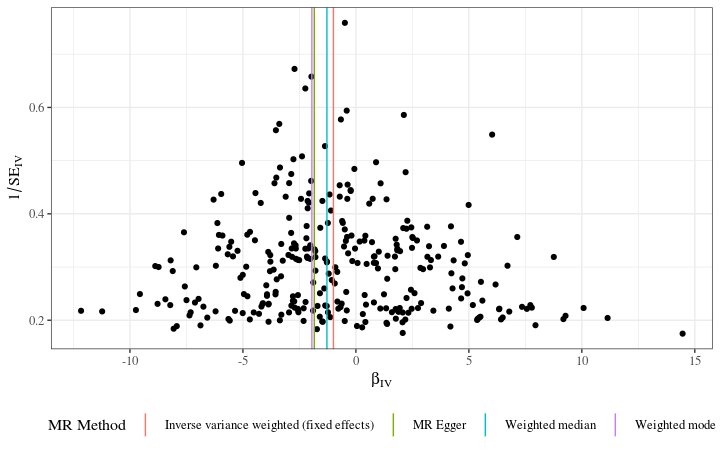 0.6
0.4
0.2
1/SE_IV
-10 -5 0 5 10 15
β_IV
MR Method Inverse variance weighted (fixed effects) MR Egger Weighted median Weighted mode